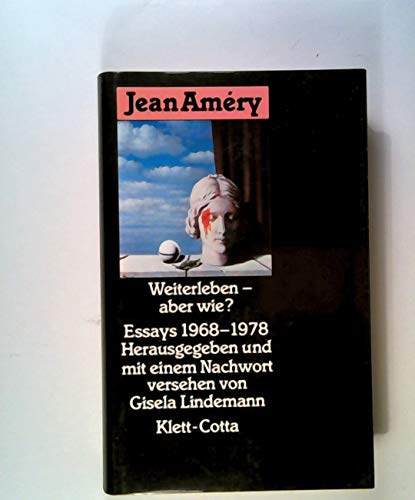 Jean Améry
Weiterleben –
aber wie?
Essays 1968–1978
Herausgegeben und
mit einem Nachwort
versehen von
Gisela Lindemann
Klett-Cotta